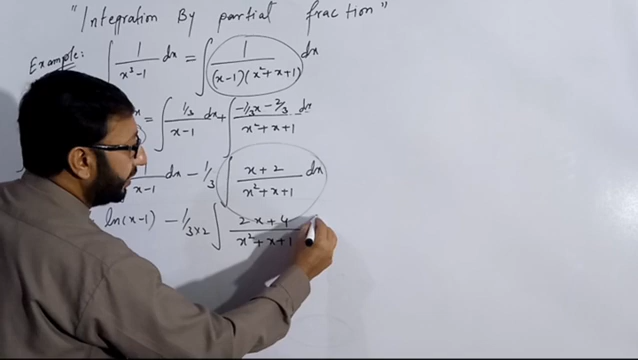 "Integration By partial fraction"
Example: ∫ 1/(x³-1) dx = ∫ 1/((x-1)(x²+x+1)) dx
x = ∫ (1/3)/(x-1) dx + ∫ (-1/3x - 2/3)/(x²+x+1) dx
1/(x-1) dx - 1/3 ∫ (x+2)/(x²+x+1) dx
ln(x-1) - 1/3×2 ∫ (2x+4)/(x²+x+1)